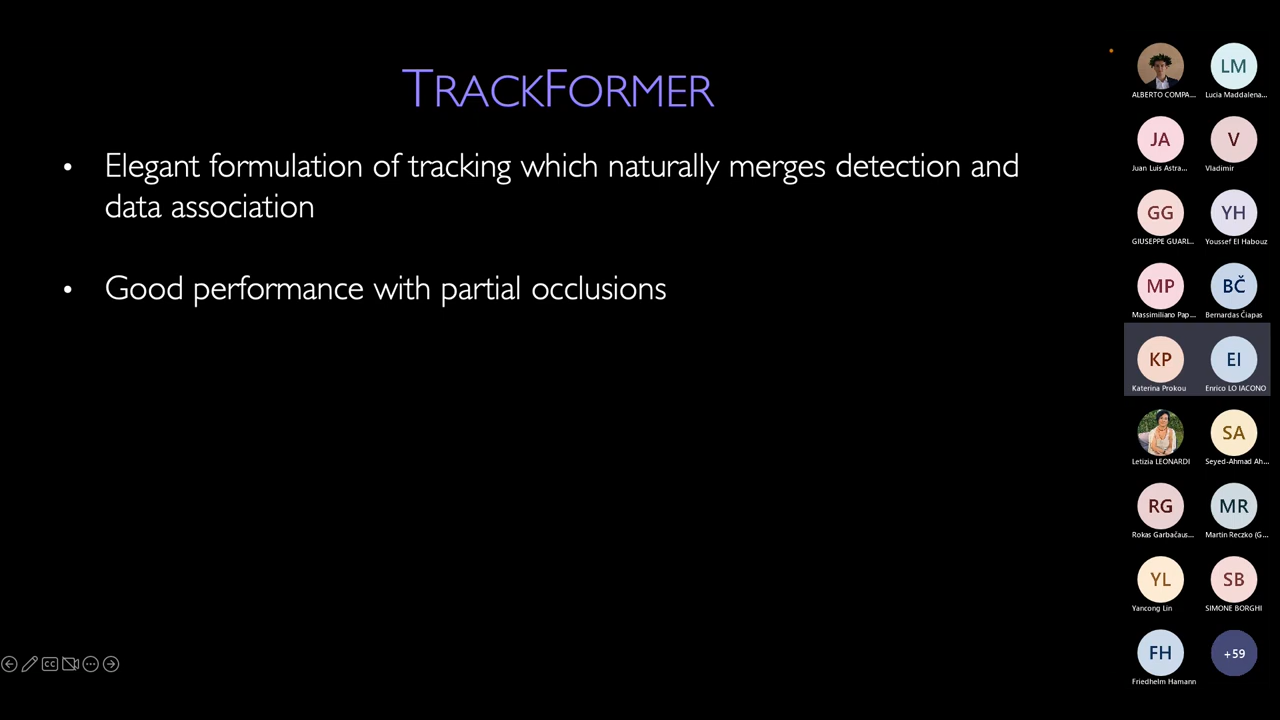 TRACKFORMER
• Elegant formulation of tracking which naturally merges detection and
data association
• Good performance with partial occlusions
ALBERTO COMPA...
LM
Lucia Maddalena...
JA
Juan Luis Astra...
V
Vladimir
GG
GIUSEPPE GUARI...
YH
Youssef El Habouz
MP
Massimiliano Pap...
BČ
Bernardas Čiapas
KP
Katerina Prokou
EI
Enrico LO IACONO
Letizia LEONARDI
SA
Seyed-Ahmad Ah...
RG
Rokas Garbačaus...
MR
Martin Reczko (G...
YL
Yancong Lin
SB
SIMONE BORGHI
FH
Friedhelm Hamann
+59
CC